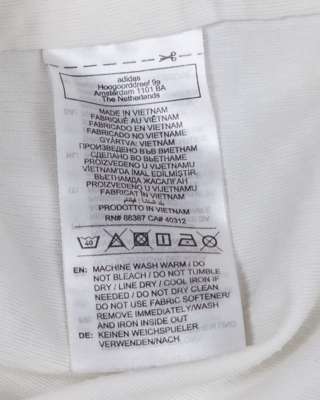 adidas
Hoogoorddreef 9a
Amsterdam 1101 BA
The Netherlands
MADE IN VIETNAM
FABRIQUÉ AU VIÊTNAM
FABRICADO EN VIETNAM
FABRICADO NO VIETNAME
GYÁRTVA: VIETNÁM
ПРОИЗВЕДЕНО ВЪВ ВИЕТНАМ
СДЕЛАНО ВО ВЬЕТНАМЕ
PROIZVEDENO U VIJETNAMU
VIETNAM'DA İMAL EDİLMİŞTİR.
ВЬЕТНАМДА ЖАСАЛҒАН
PROIZVEDENO U VIJETNAMU
FABRICAT ÎN VIETNAM
PRODOTTO IN VIETNAM
RN# 88387 CA# 40312
40
EN: MACHINE WASH WARM / DO
NOT BLEACH / DO NOT TUMBLE
DRY / LINE DRY / COOL IRON IF
NEEDED / DO NOT DRY CLEAN
DO NOT USE FABRIC SOFTENER/
REMOVE IMMEDIATELY/WASH
AND IRON INSIDE OUT
DE: KEINEN WEICHSPUELER
VERWENDEN/NACH